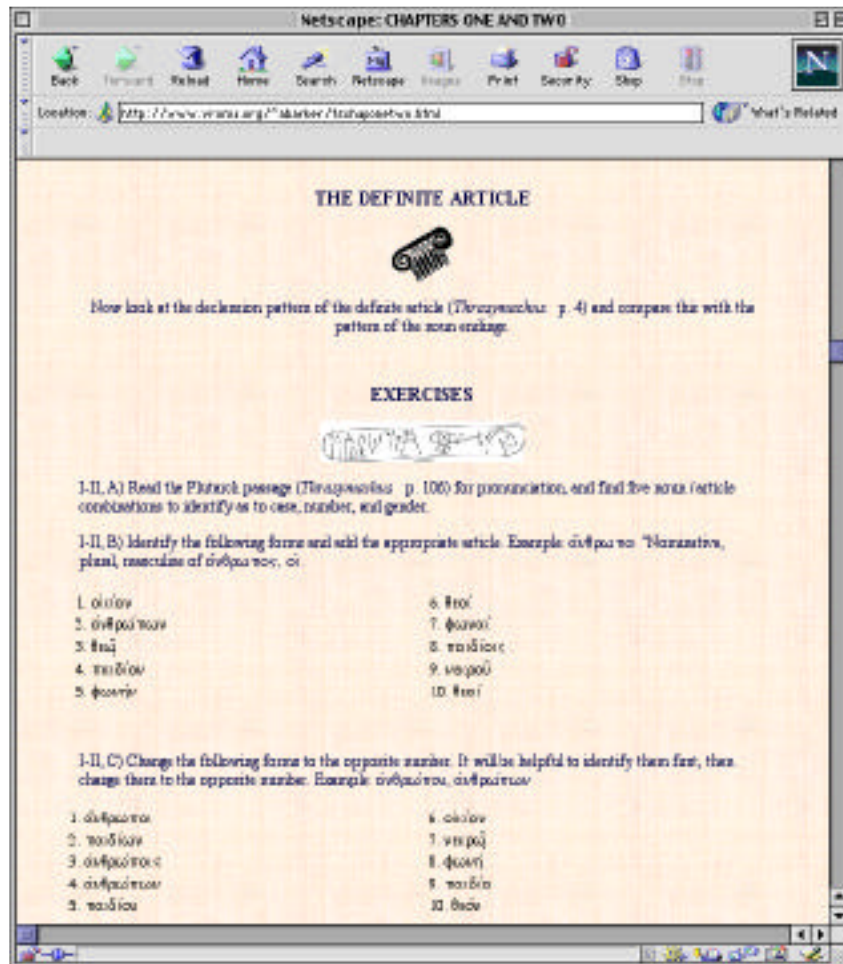 Netscape: CHAPTERS ONE AND TWO
Back Forward Reload Home Search Netscape Images Print Security Shop Stop
Location: What's Related
THE DEFINITE ARTICLE
Now look at the declension pattern of the definite article (Thrasymachus p. 4) and compare this with the
pattern of the noun endings.
EXERCISES
I-II, A) Read the Plutarch passage (Thrasymachus p. 106) for pronunciation, and find five noun/article
combinations to identify as to case, number, and gender.
I-II, B) Identify the following forms and add the appropriate article. Example: ἄνθρωποι "Nominative,
plural, masculine of ἄνθρωπος, οἱ.
1. οἰκίον
2. ἀνθρώπων
3. θεῷ
4. παιδίον
5. φωνήν
6. θεοί
7. φωναί
8. παιδίοις
9. νεκροῦ
10. θεοί
I-II, C) Change the following forms to the opposite number. It will be helpful to identify them first, then
change them to the opposite number. Example: ἀνθρώπου, ἀνθρώπων
1. ἄνθρωποι
2. παιδίων
3. ἀνθρώποις
4. ἀνθρώπων
5. παιδίου
6. οἰκίον
7. νεκρῷ
8. φωνή
9. παιδία
10. θεόν